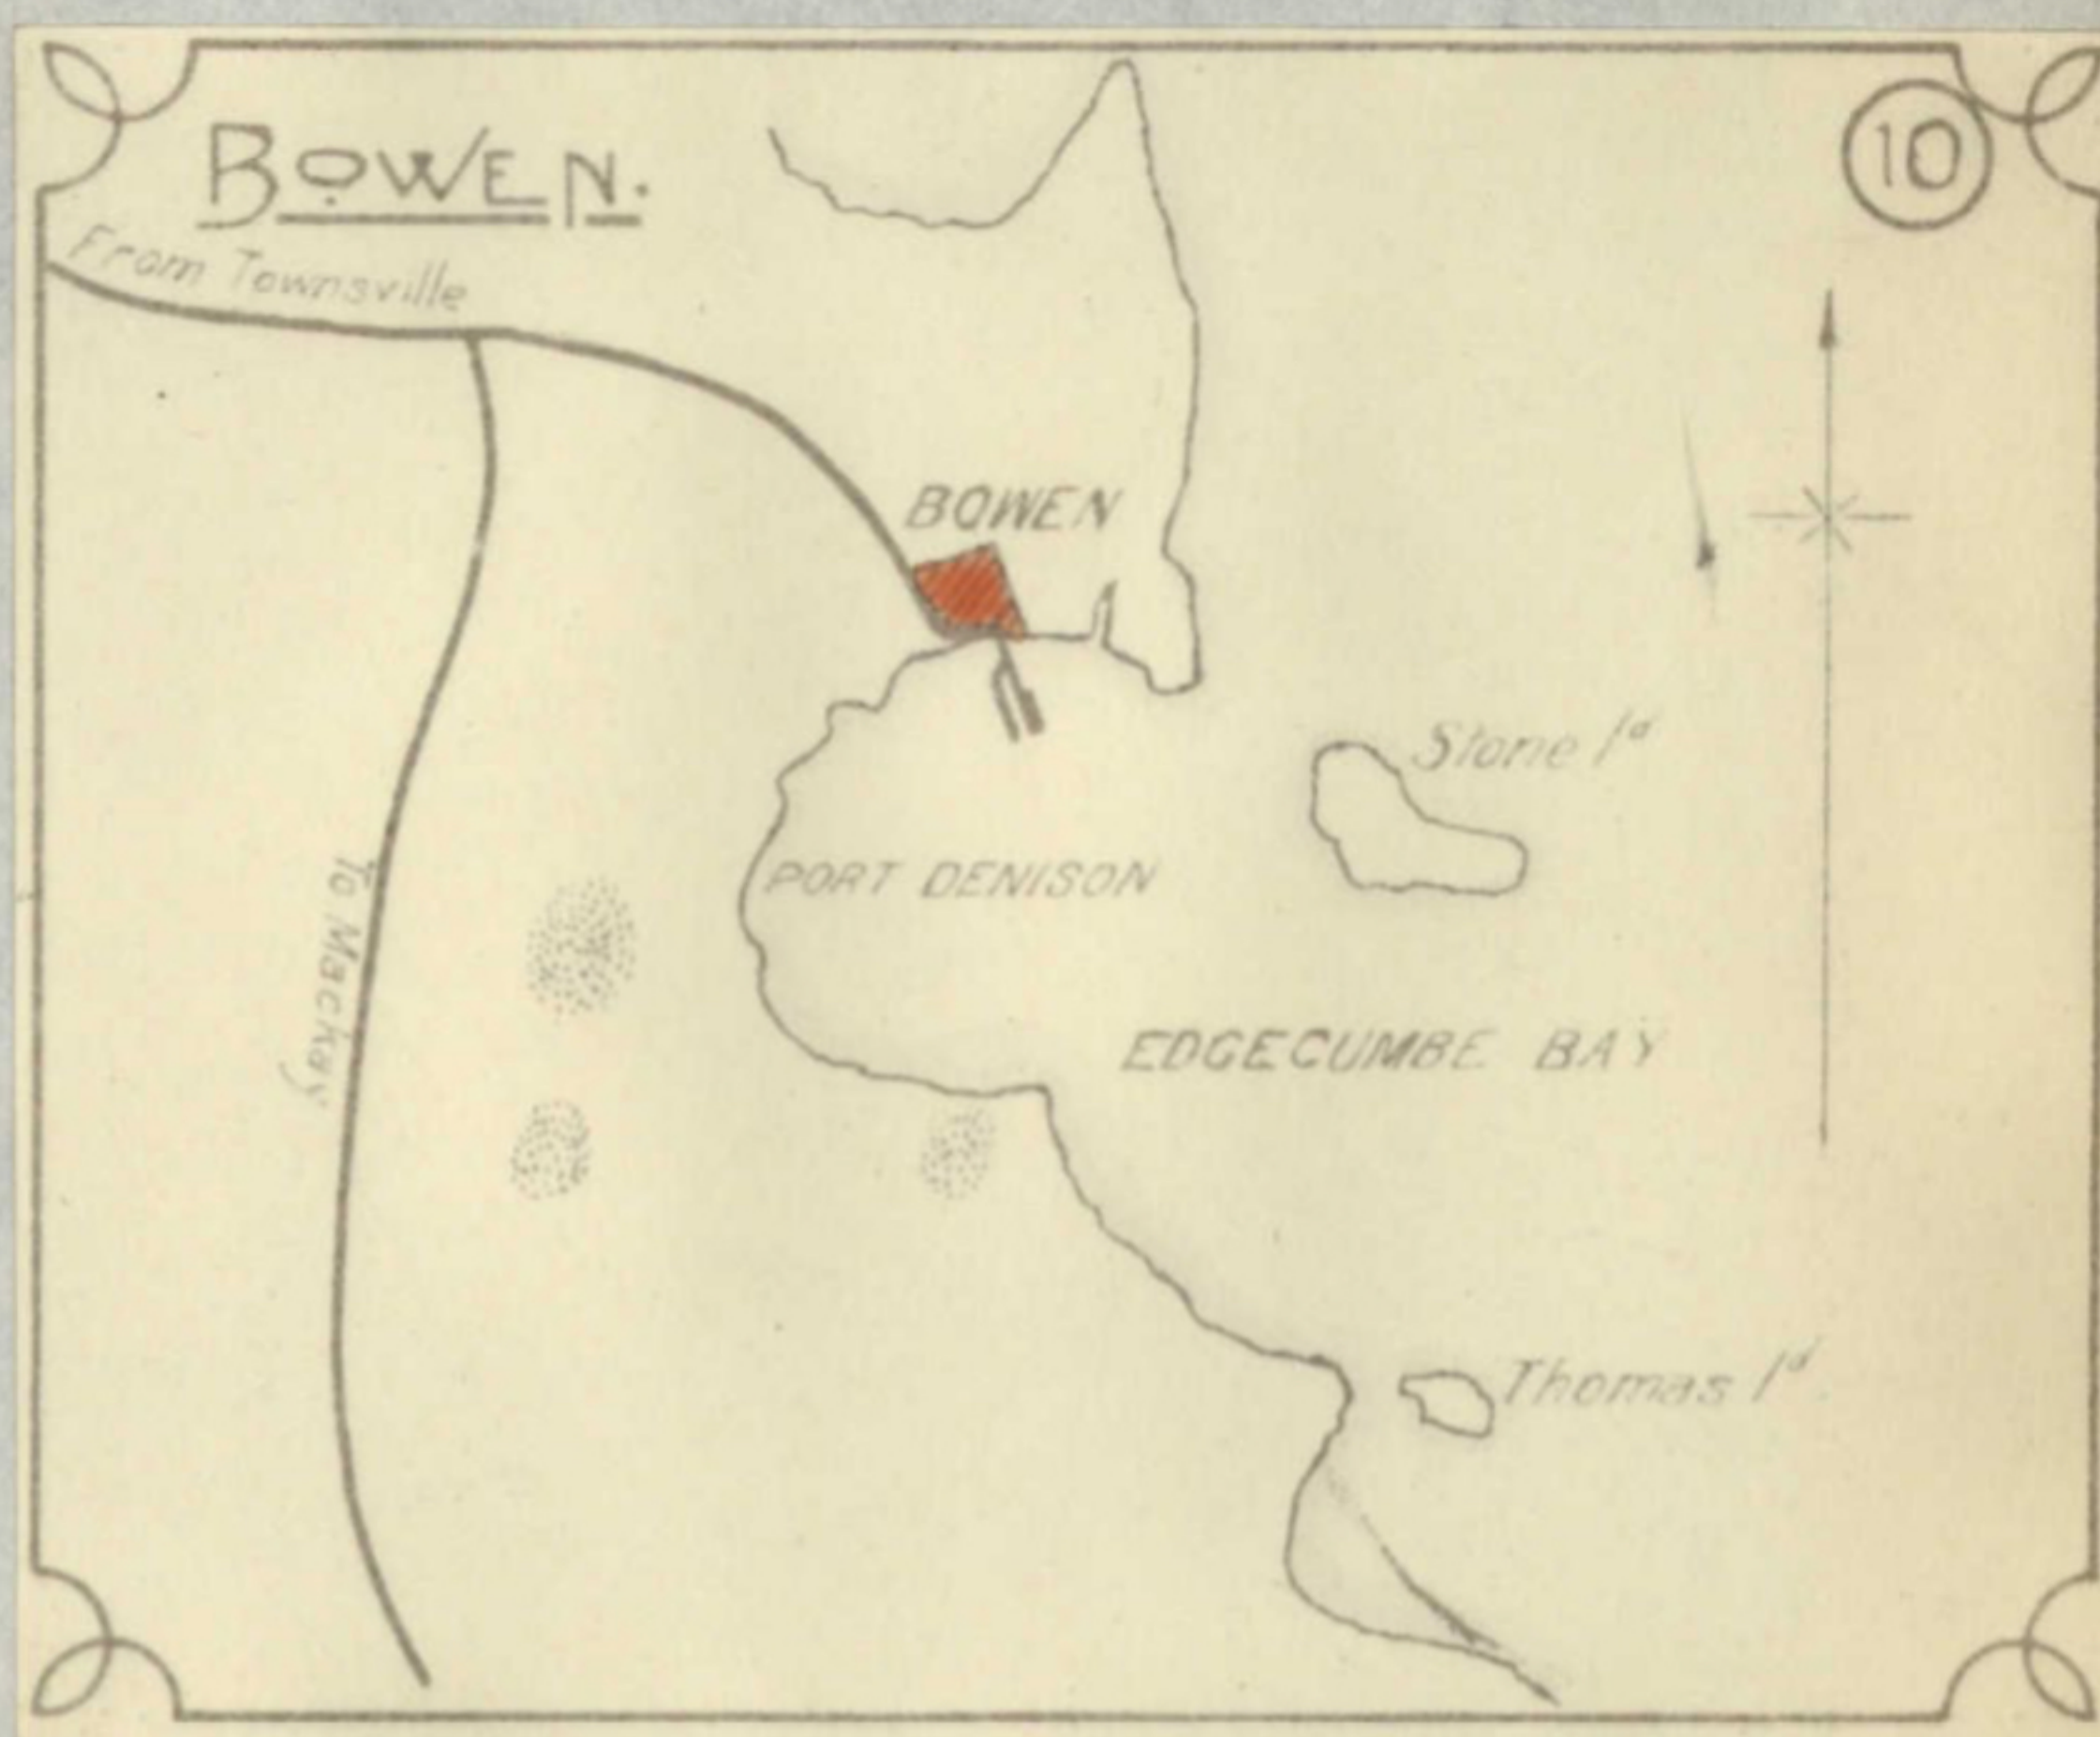 BOWEN.
10
From Townsville
BOWEN
Stone Id
PORT DENISON
To Mackay
EDGECUMBE BAY
Thomas Id.